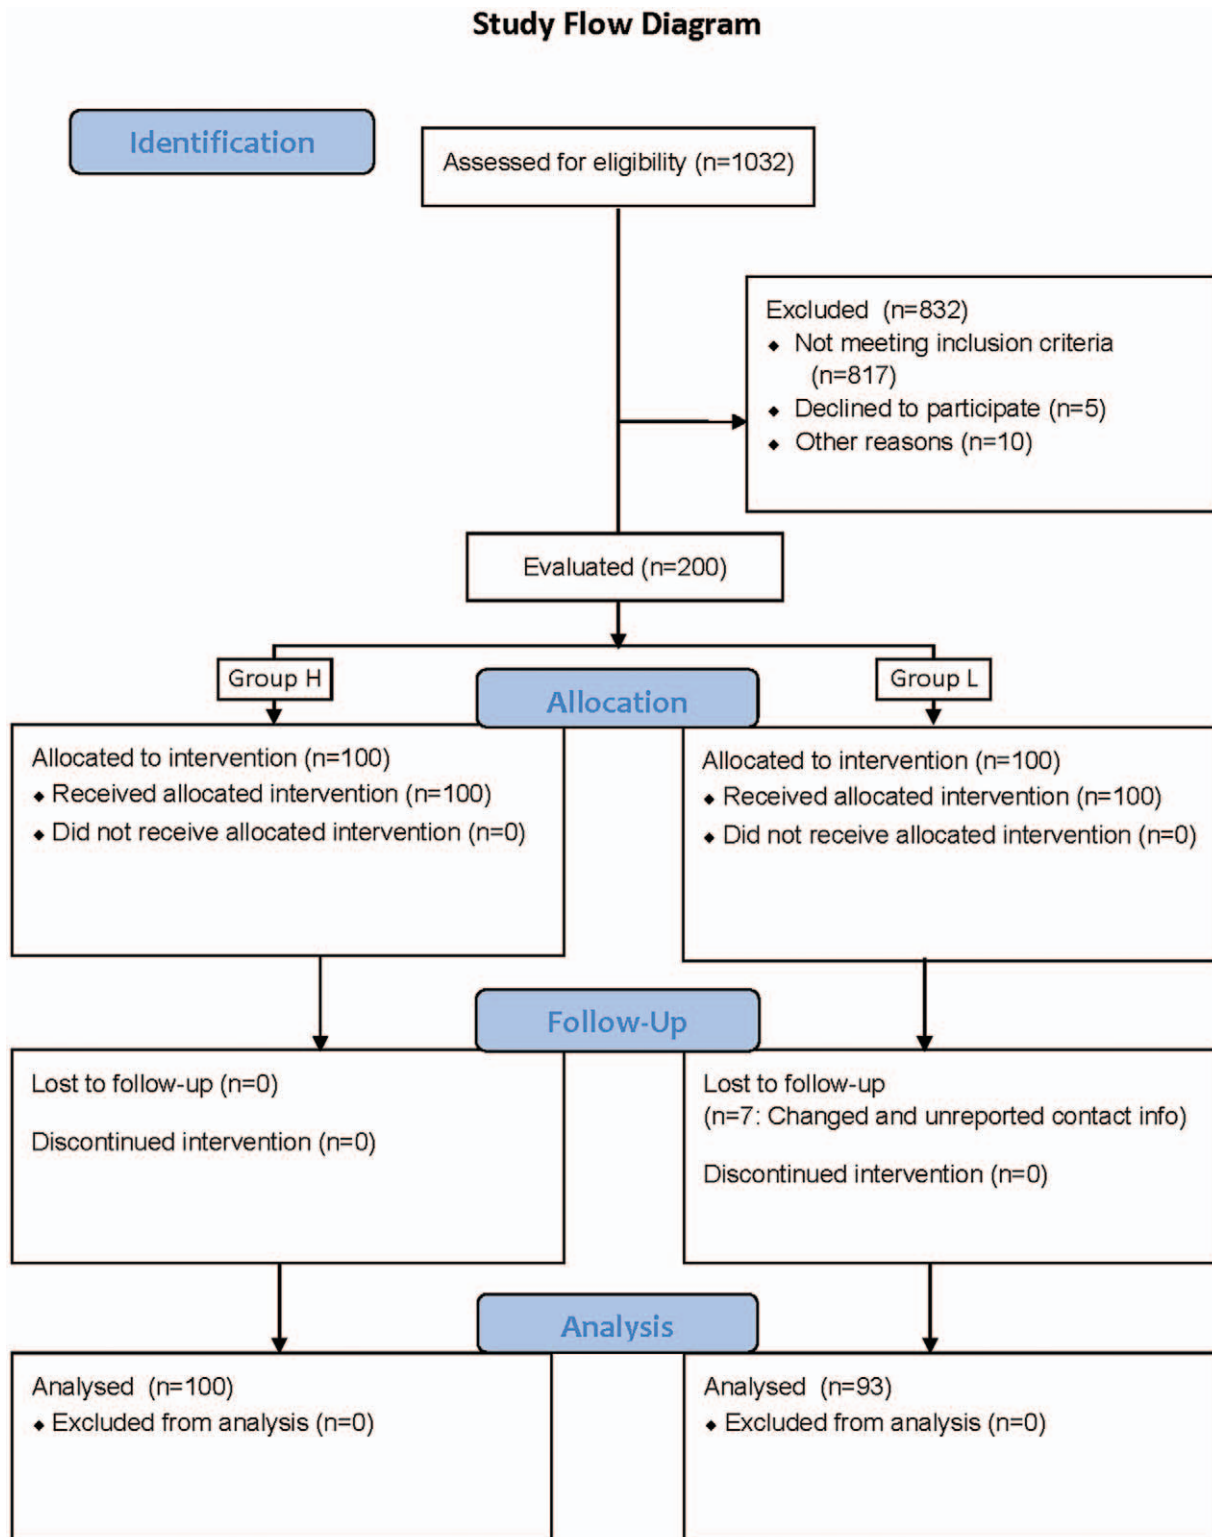 Study Flow Diagram
Identification
Assessed for eligibility (n=1032)
Excluded (n=832)
♦ Not meeting inclusion criteria
(n=817)
♦ Declined to participate (n=5)
♦ Other reasons (n=10)
Evaluated (n=200)
Group H
Group L
Allocation
Allocated to intervention (n=100)
♦ Received allocated intervention (n=100)
♦ Did not receive allocated intervention (n=0)
Allocated to intervention (n=100)
♦ Received allocated intervention (n=100)
♦ Did not receive allocated intervention (n=0)
Follow-Up
Lost to follow-up (n=0)
Discontinued intervention (n=0)
Lost to follow-up
(n=7: Changed and unreported contact info)
Discontinued intervention (n=0)
Analysis
Analysed (n=100)
♦ Excluded from analysis (n=0)
Analysed (n=93)
♦ Excluded from analysis (n=0)